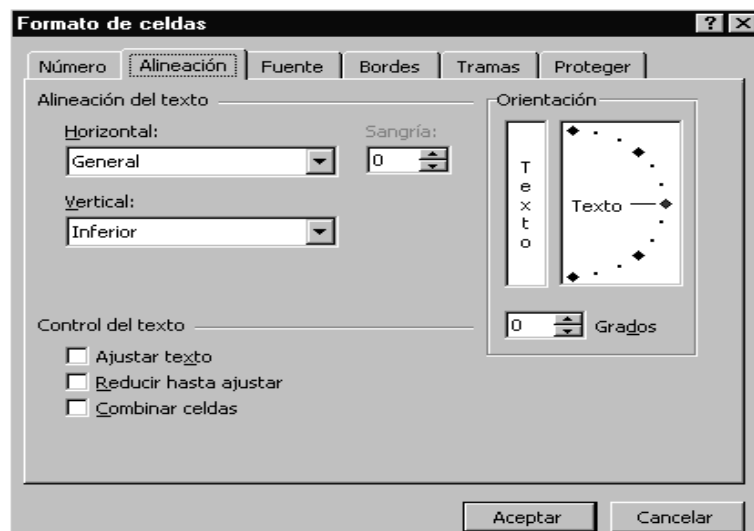 Formato de celdas
Número Alineación Fuente Bordes Tramas Proteger
Alineación del texto
Horizontal:
General
Sangría:
0
Vertical:
Inferior
Orientación
Texto
Texto
0 Grados
Control del texto
Ajustar texto
Reducir hasta ajustar
Combinar celdas
Aceptar Cancelar